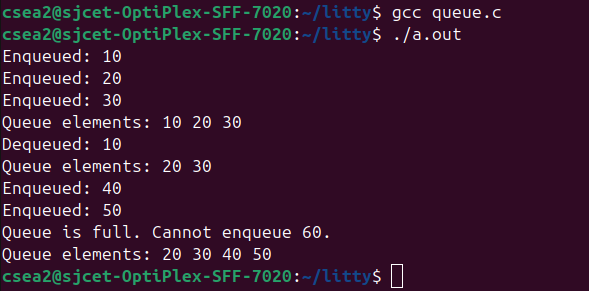 csea2@sjcet-OptiPlex-SFF-7020:~/litty$ gcc queue.c
csea2@sjcet-OptiPlex-SFF-7020:~/litty$ ./a.out
Enqueued: 10
Enqueued: 20
Enqueued: 30
Queue elements: 10 20 30
Dequeued: 10
Queue elements: 20 30
Enqueued: 40
Enqueued: 50
Queue is full. Cannot enqueue 60.
Queue elements: 20 30 40 50
csea2@sjcet-OptiPlex-SFF-7020:~/litty$